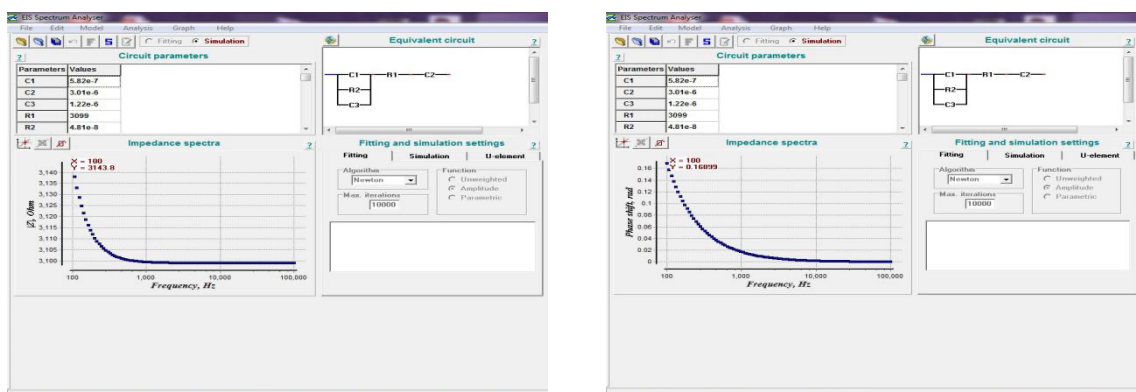 EIS Spectrum Analyser
File Edit Model Analysis Graph Help
Fitting Simulation
Equivalent circuit ?
? Circuit parameters
Parameters Values
C1 5.82e-7
C2 3.01e-6
C3 1.22e-6
R1 3099
R2 4.81e-8
C1 R1 C2
R2
C3
Impedance spectra ?
X = 100
Y = 3143.8
3,140
3,135
3,130
3,125
3,120
3,115
3,110
3,105
3,100
|Z|, Ohm
100 1,000 10,000 100,000
Frequency, Hz
Fitting and simulation settings ?
Fitting Simulation U-element
Algorithm Function
Newton Unweighted
Amplitude
Max. iterations Parametric
10000
EIS Spectrum Analyser
File Edit Model Analysis Graph Help
Fitting Simulation
Equivalent circuit ?
? Circuit parameters
Parameters Values
C1 5.82e-7
C2 3.01e-6
C3 1.22e-6
R1 3099
R2 4.81e-8
C1 R1 C2
R2
C3
Impedance spectra ?
X = 100
Y = 0.16899
0.16
0.14
0.12
0.1
0.08
0.06
0.04
0.02
0
Phase shift, rad
100 1,000 10,000 100,000
Frequency, Hz
Fitting and simulation settings ?
Fitting Simulation U-element
Algorithm Function
Newton Unweighted
Amplitude
Max. iterations Parametric
10000